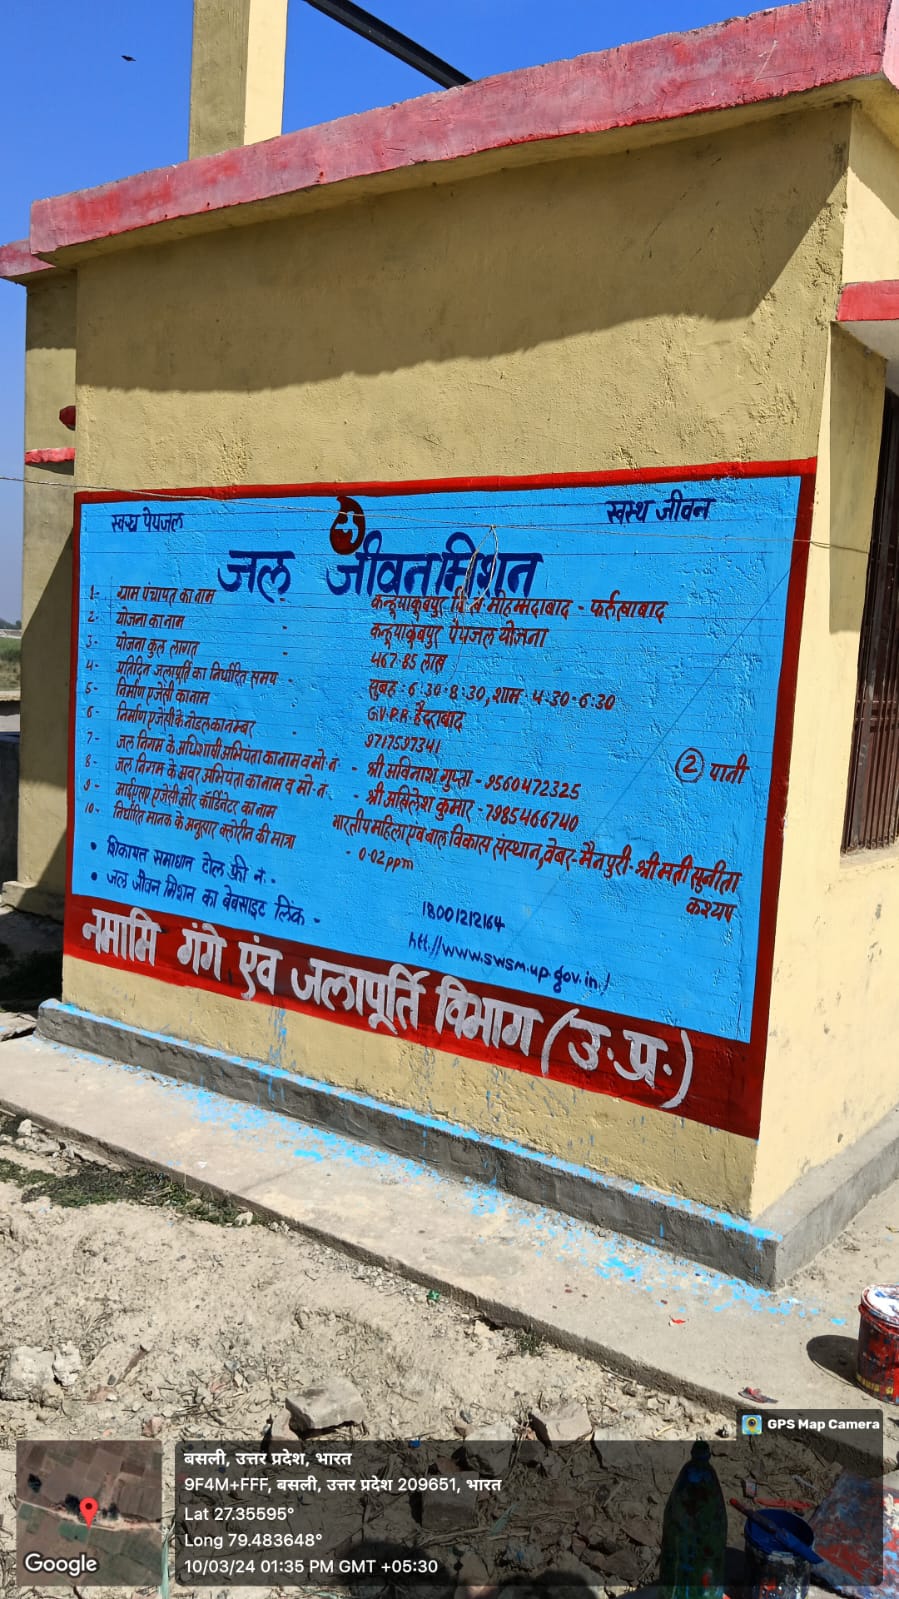 स्वच्छ पेयजल
स्वस्थ जीवन
जल जीवन मिशन
1- ग्राम पंचायत का नाम कन्हूयाकूबपुर वि.ख. मोहम्मदाबाद - फर्रुखाबाद
2- योजना का नाम - कन्हूयाकूबपुर पेयजल योजना
3- योजना कुल लागत - 467.85 लाख
4- प्रतिदिन जलापूर्ति का निर्धारित समय - सुबह : 6:30-8:30, शाम 4-30-6:30
5- निर्माण एजेंसी का नाम G.V.P.R. हैदराबाद
6- निर्माण एजेंसी के नोडल का नम्बर - 9717597341
7- जल निगम के अधिशाषी अभियंता का नाम व मो.न. - श्री अविनाश गुप्ता - 9560472325
8- जल निगम के अवर अभियंता का नाम व मो.न. - श्री अखिलेश कुमार - 7985466740
9- आईएसए एजेंसी और कॉर्डिनेटर का नाम भारतीय महिला एवं बाल विकास संस्थान, वेबर-मैनपुरी-श्रीमती सुनीता
कश्यप
10- निर्धारित मानक के अनुसार क्लोरीन की मात्रा - 0.02 ppm
② पानी
• शिकायत समाधान टोल फ्री नं. - 18001212164
• जल जीवन मिशन का वेबसाइट लिंक - htt.//www.swsm.up.gov.in/
नमामि गंगे एंव जलापूर्ति विभाग (उ.प्र.)
GPS Map Camera
बसली, उत्तर प्रदेश, भारत
9F4M+FFF, बसली, उत्तर प्रदेश 209651, भारत
Lat 27.35595°
Long 79.483648°
10/03/24 01:35 PM GMT +05:30
Google